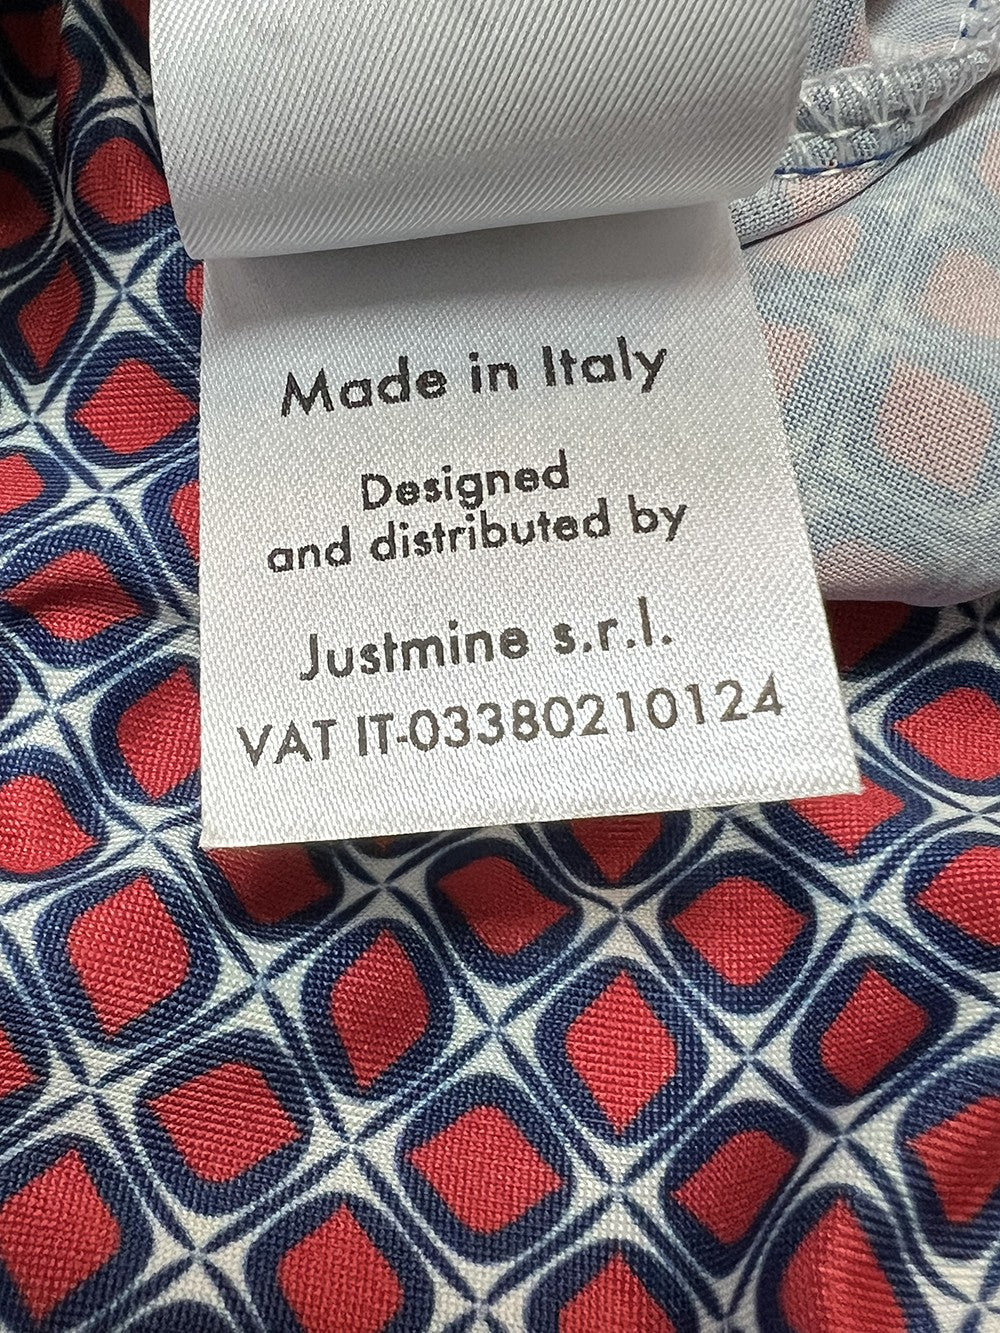 Made in Italy
Designed
and distributed by
Justmine s.r.l.
VAT IT-03380210124